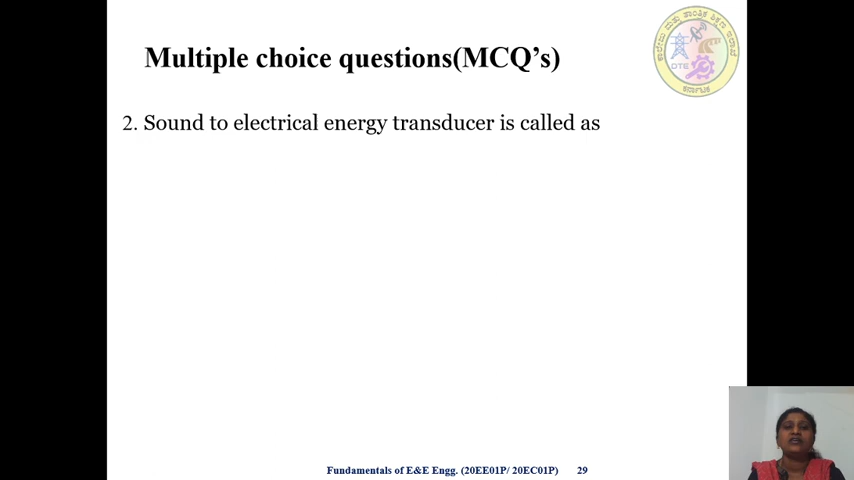 Multiple choice questions(MCQ’s)
2. Sound to electrical energy transducer is called as
DTE
Fundamentals of E&E Engg. (20EE01P/ 20EC01P) 29